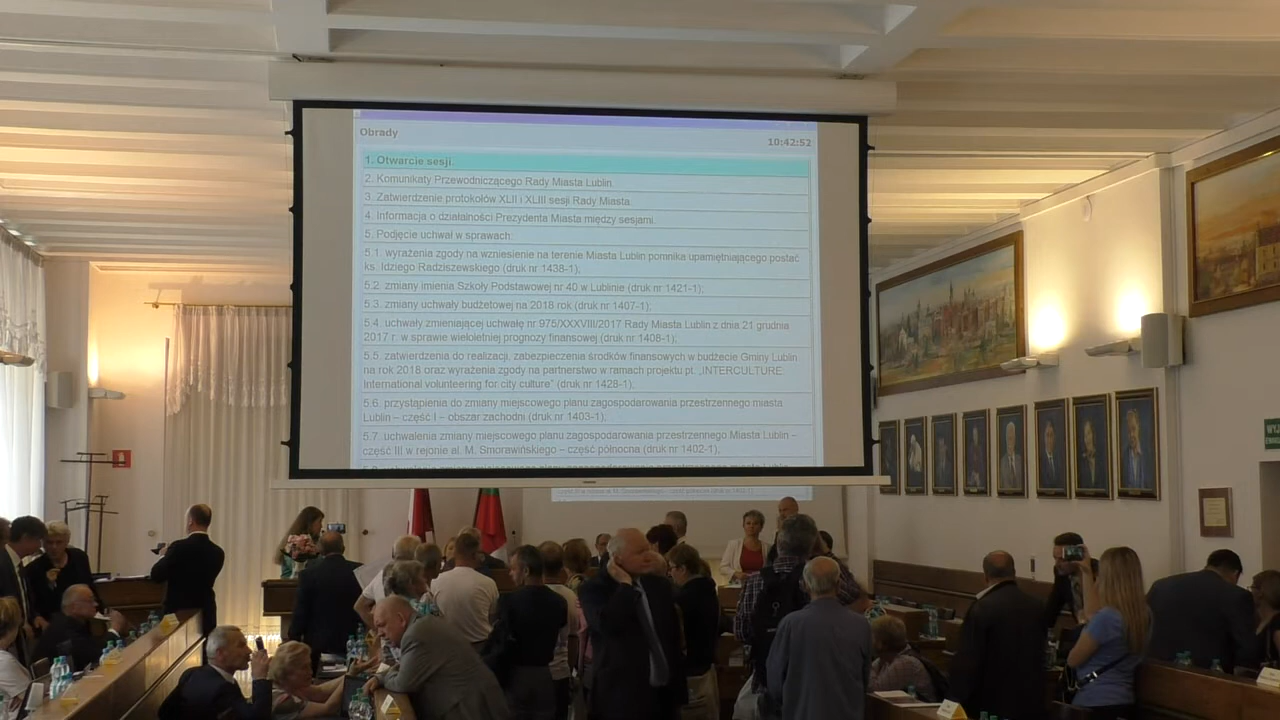 Obrady
10:42:52
1. Otwarcie sesji.
2. Komunikaty Przewodniczącego Rady Miasta Lublin.
3. Zatwierdzenie protokołów XLII i XLIII sesji Rady Miasta.
4. Informacja o działalności Prezydenta Miasta między sesjami.
5. Podjęcie uchwał w sprawach:
5.1. wyrażenia zgody na wzniesienie na terenie Miasta Lublin pomnika upamiętniającego postać
ks. Idziego Radziszewskiego (druk nr 1438-1);
5.2. zmiany imienia Szkoły Podstawowej nr 40 w Lublinie (druk nr 1421-1);
5.3. zmiany uchwały budżetowej na 2018 rok (druk nr 1407-1);
5.4. uchwały zmieniającej uchwałę nr 975/XXXVIII/2017 Rady Miasta Lublin z dnia 21 grudnia
2017 r. w sprawie wieloletniej prognozy finansowej (druk nr 1408-1);
5.5. zatwierdzenia do realizacji, zabezpieczenia środków finansowych w budżecie Gminy Lublin
na rok 2018 oraz wyrażenia zgody na partnerstwo w ramach projektu pt. „INTERCULTURE
International volunteering for city culture” (druk nr 1428-1);
5.6. przystąpienia do zmiany miejscowego planu zagospodarowania przestrzennego miasta
Lublin – część I – obszar zachodni (druk nr 1403-1);
5.7. uchwalenia zmiany miejscowego planu zagospodarowania przestrzennego Miasta Lublin –
część III w rejonie al. M. Smorawińskiego – część północna (druk nr 1402-1);